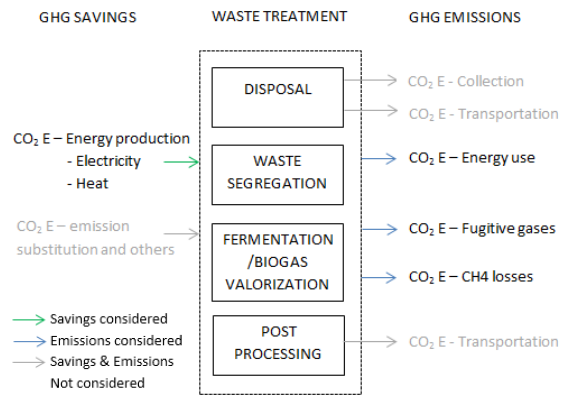 GHG SAVINGS
WASTE TREATMENT
GHG EMISSIONS
DISPOSAL
CO₂ E - Collection
CO₂ E - Transportation
CO₂ E – Energy production
- Electricity
- Heat
WASTE
SEGREGATION
CO₂ E – Energy use
CO₂ E – emission
substitution and others
FERMENTATION
/BIOGAS
VALORIZATION
CO₂ E – Fugitive gases
CO₂ E – CH4 losses
POST
PROCESSING
CO₂ E - Transportation
Savings considered
Emissions considered
Savings & Emissions
Not considered